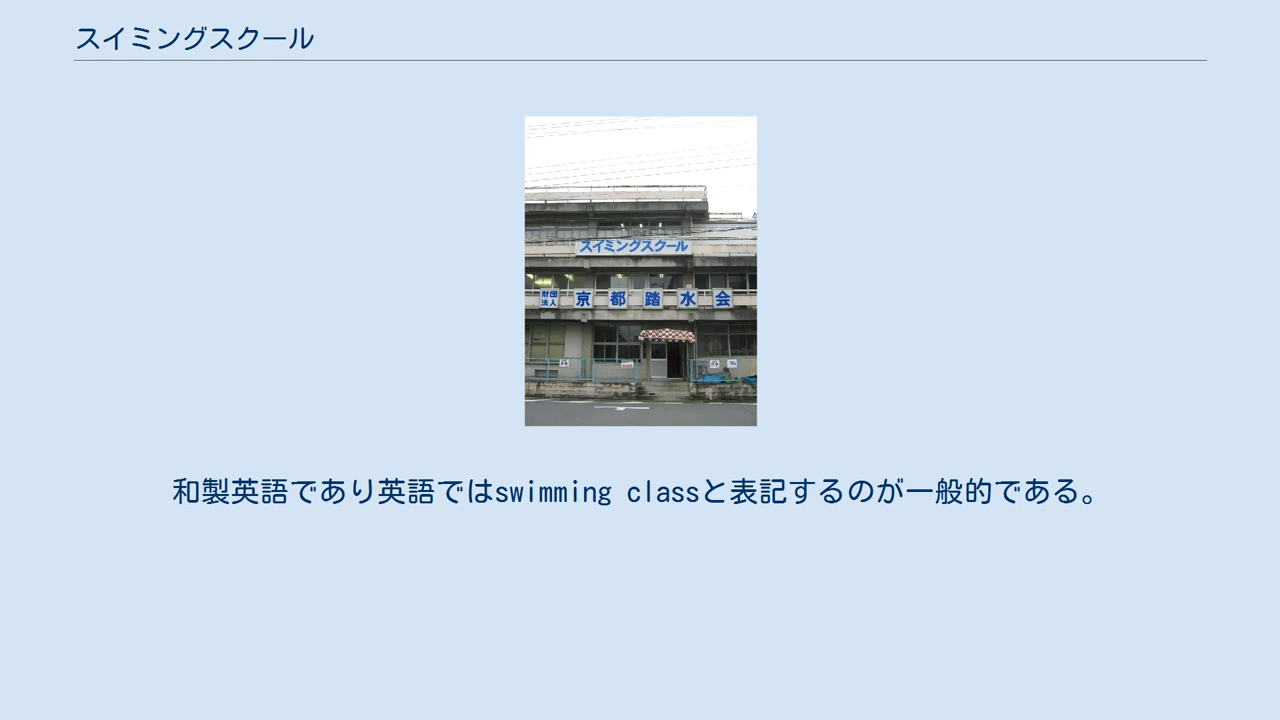 スイミングスクール
スイミングスクール
財団法人 京都踏水会
和製英語であり英語ではswimming classと表記するのが一般的である。